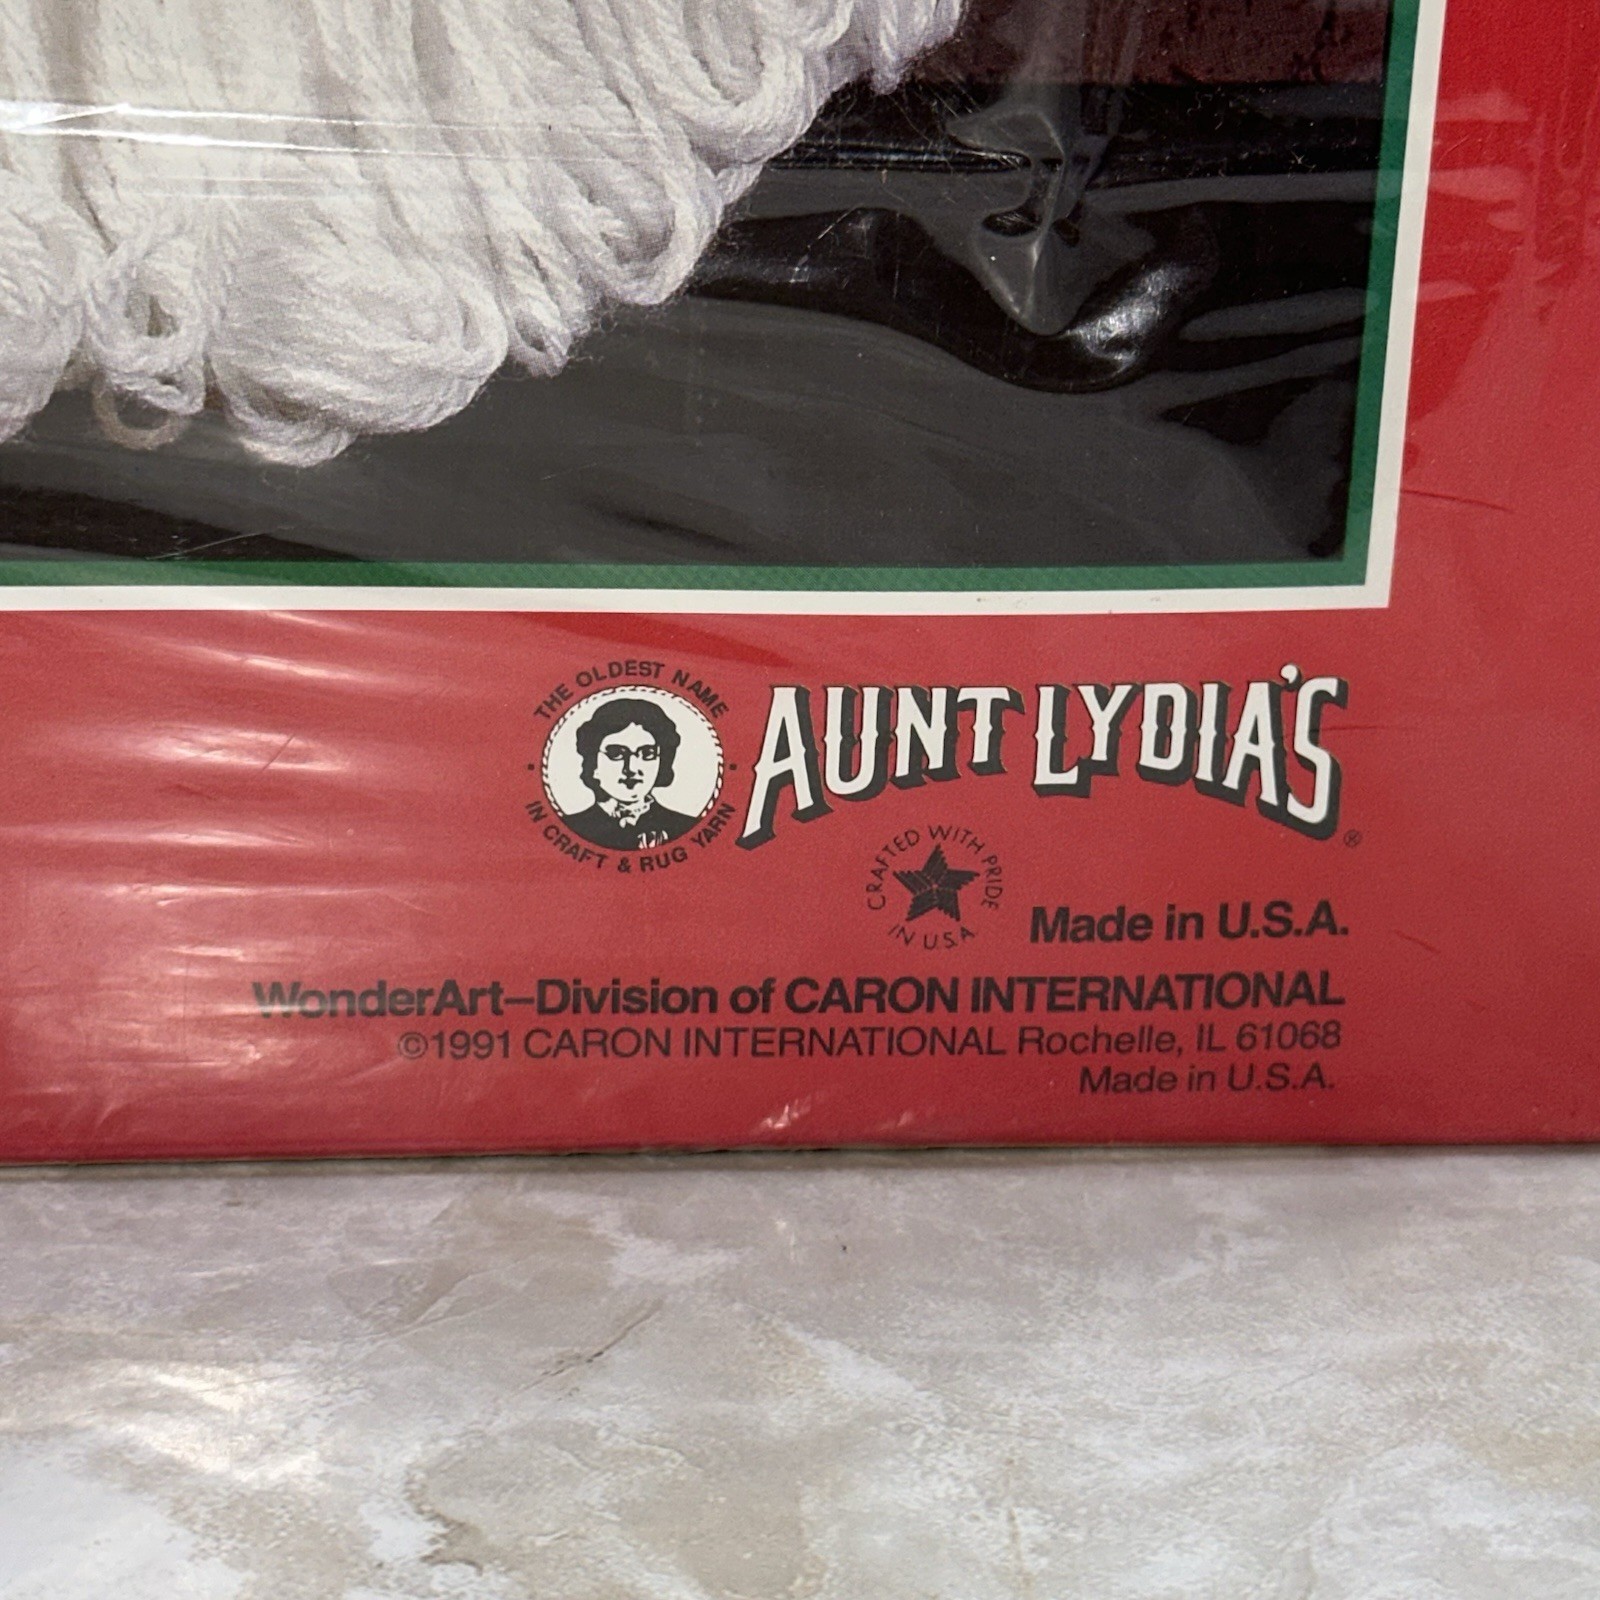 THE OLDEST NAME
IN CRAFT & RUG YARN
AUNT LYDIA'S®
CRAFTED WITH PRIDE
IN U.S.A.
Made in U.S.A.
WonderArt–Division of CARON INTERNATIONAL
©1991 CARON INTERNATIONAL Rochelle, IL 61068
Made in U.S.A.